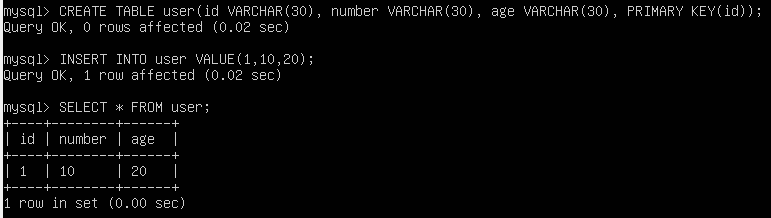 mysql> CREATE TABLE user(id VARCHAR(30), number VARCHAR(30), age VARCHAR(30), PRIMARY KEY(id));
Query OK, 0 rows affected (0.02 sec)

mysql> INSERT INTO user VALUE(1,10,20);
Query OK, 1 row affected (0.02 sec)

mysql> SELECT * FROM user;
+----+--------+------+
| id | number | age  |
+----+--------+------+
| 1  | 10     | 20   |
+----+--------+------+
1 row in set (0.00 sec)